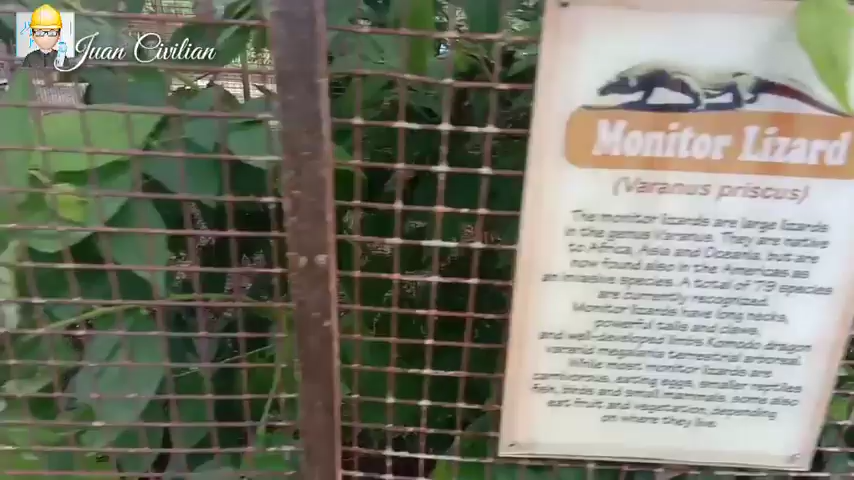 Juan Civilian
Monitor Lizard
(Varanus priscus)
The monitor lizards are large lizards
in the genus Varanus. They are native
to Africa, Asia and Oceania, but are
now found also in the Americas as
an invasive species. A total of 79 species
are currently recognized.
Monitor lizards have long necks,
powerful tails and claws,
and well-developed limbs Komodo dragon
varanid megalania terrestrial arboreal.
most monitor lizards are
carnivorous, eating eggs, smaller reptiles
fish, birds and small mammals, some also
eat fruit and vegetation, depending
on where they live.